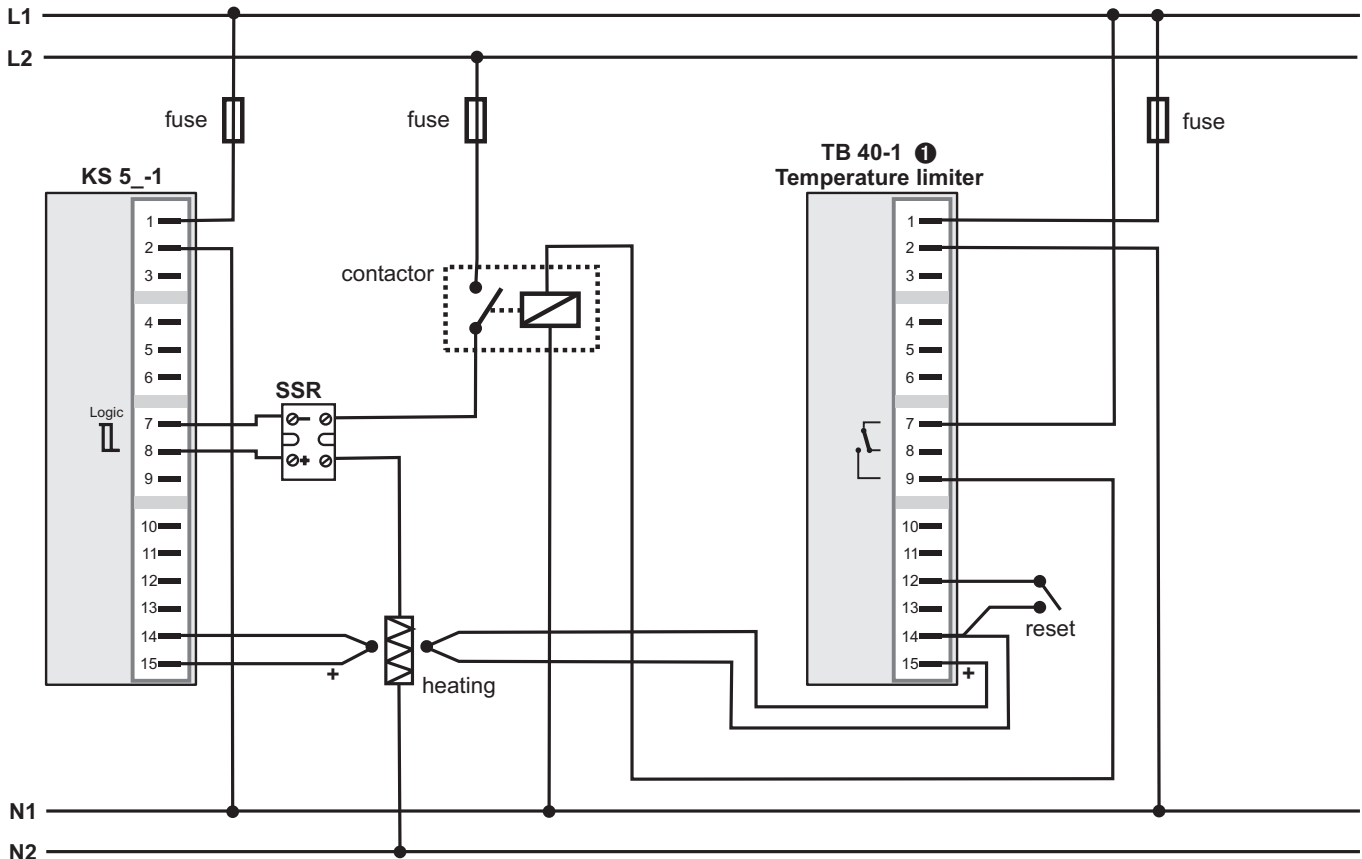 L1
L2
fuse
fuse
fuse
KS 5_-1
TB 40-1 ❶
Temperature limiter
1
2
3
4
5
6
Logic
7
8
9
10
11
12
13
14
15
contactor
SSR
- +
+
heating
1
2
3
4
5
6
7
8
9
10
11
12
13
14
15
+
reset
N1
N2